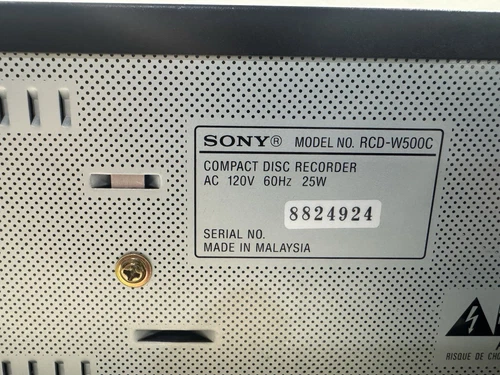 SONY® MODEL NO. RCD-W500C
COMPACT DISC RECORDER
AC 120V 60Hz 25W
8824924
SERIAL NO.
MADE IN MALAYSIA
RISQUE DE